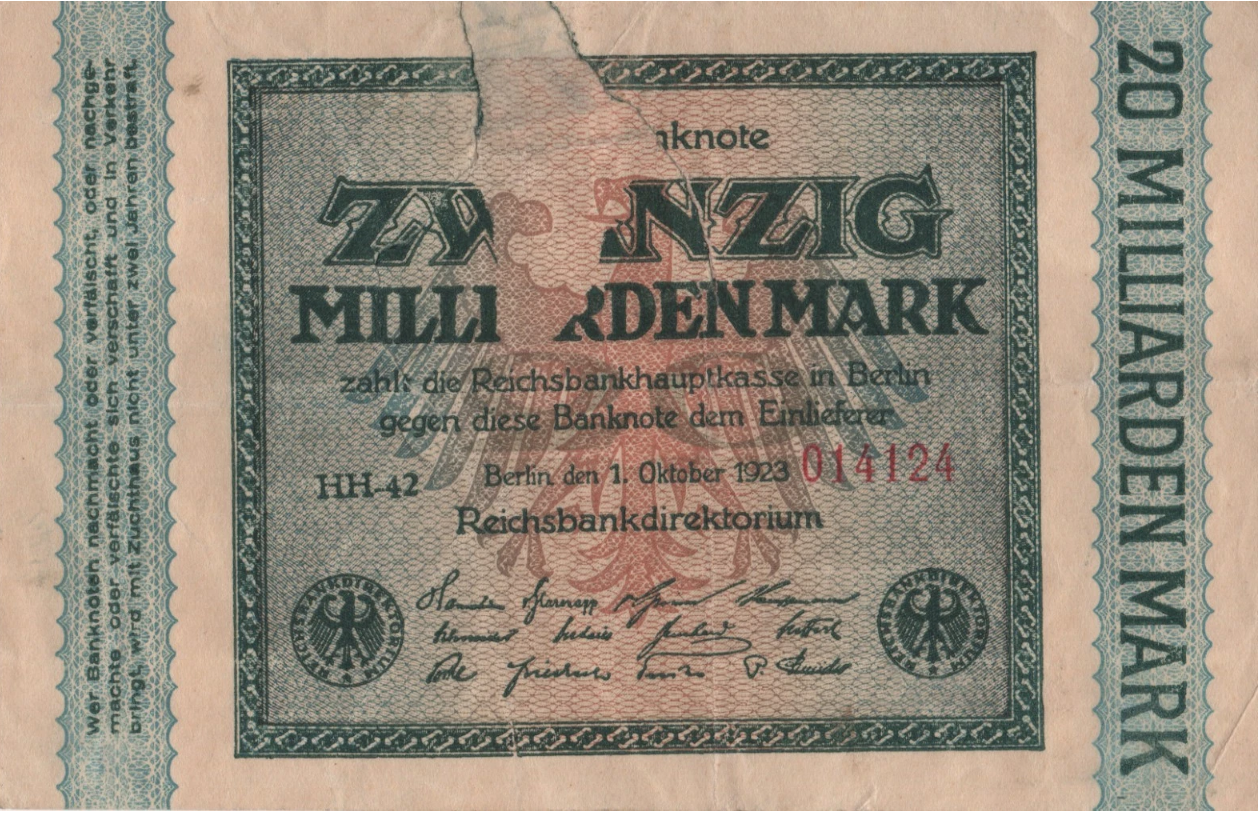 Wer Banknoten nachmacht oder verfälscht, oder nachge-
machte oder verfälschte sich verschafft und in Verkehr
bringt, wird mit Zuchthaus nicht unter zwei Jahren bestraft.
nknote
ZW NZIG
MILLI RDEN MARK
zahlt die Reichsbankhauptkasse in Berlin
gegen diese Banknote dem Einlieferer
HH-42 Berlin, den 1. Oktober 1923 014124
Reichsbankdirektorium
REICHSBANKDIREKTORIUM
REICHSBANKDIREKTORIUM
20 MILLIARDEN MARK